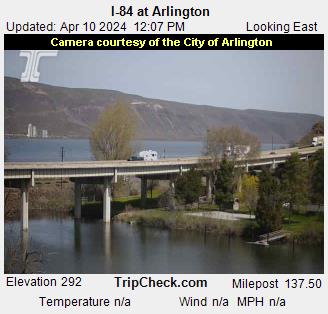 I-84 at Arlington
Updated: Apr 10 2024 12:07 PM Looking East
Camera courtesy of the City of Arlington
Elevation 292 TripCheck.com Milepost 137.50
Temperature n/a Wind n/a MPH n/a